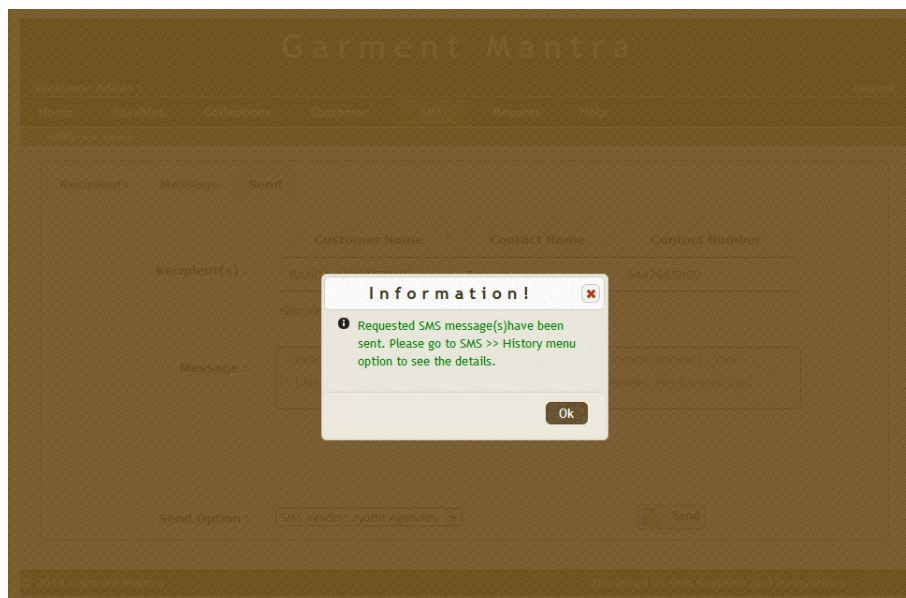 Garment Mantra
Welcome Admin ! Logout
Home Payables Collections Customer SMS Reports Help
SMS >> Send
Recipients Message Send
Customer Name Contact Name Contact Number
Recipient(s) :
9442685069
Information!
Requested SMS message(s)have been
sent. Please go to SMS >> History menu
option to see the details.
Message :
Have a good day!
Ok
Send Option : SMS Vendor: Jyothi Agencies Send
© 2014 Garment Mantra Designed by SMN Systems and Innovations